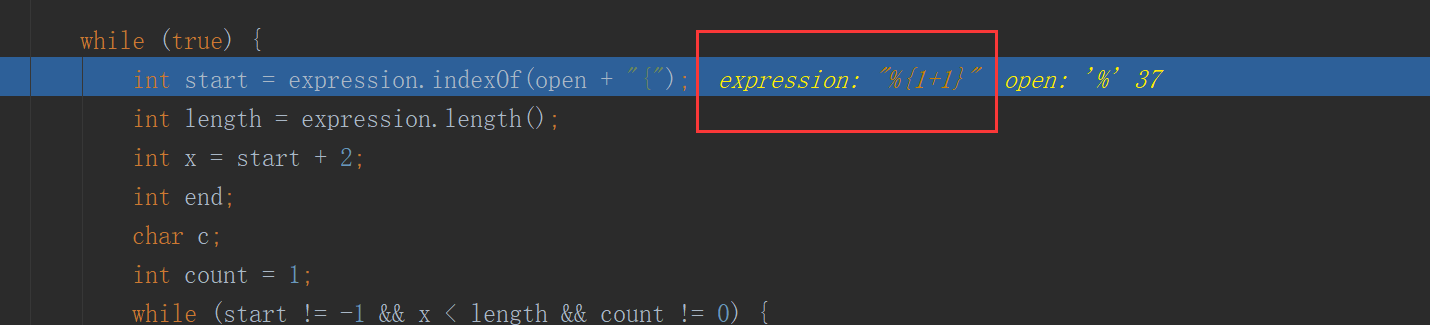 while (true) {
int start = expression.indexOf(open + "{"); expression: "%{1+1}" open: '%' 37
int length = expression.length();
int x = start + 2;
int end;
char c;
int count = 1;
while (start != -1 && x < length && count != 0) {